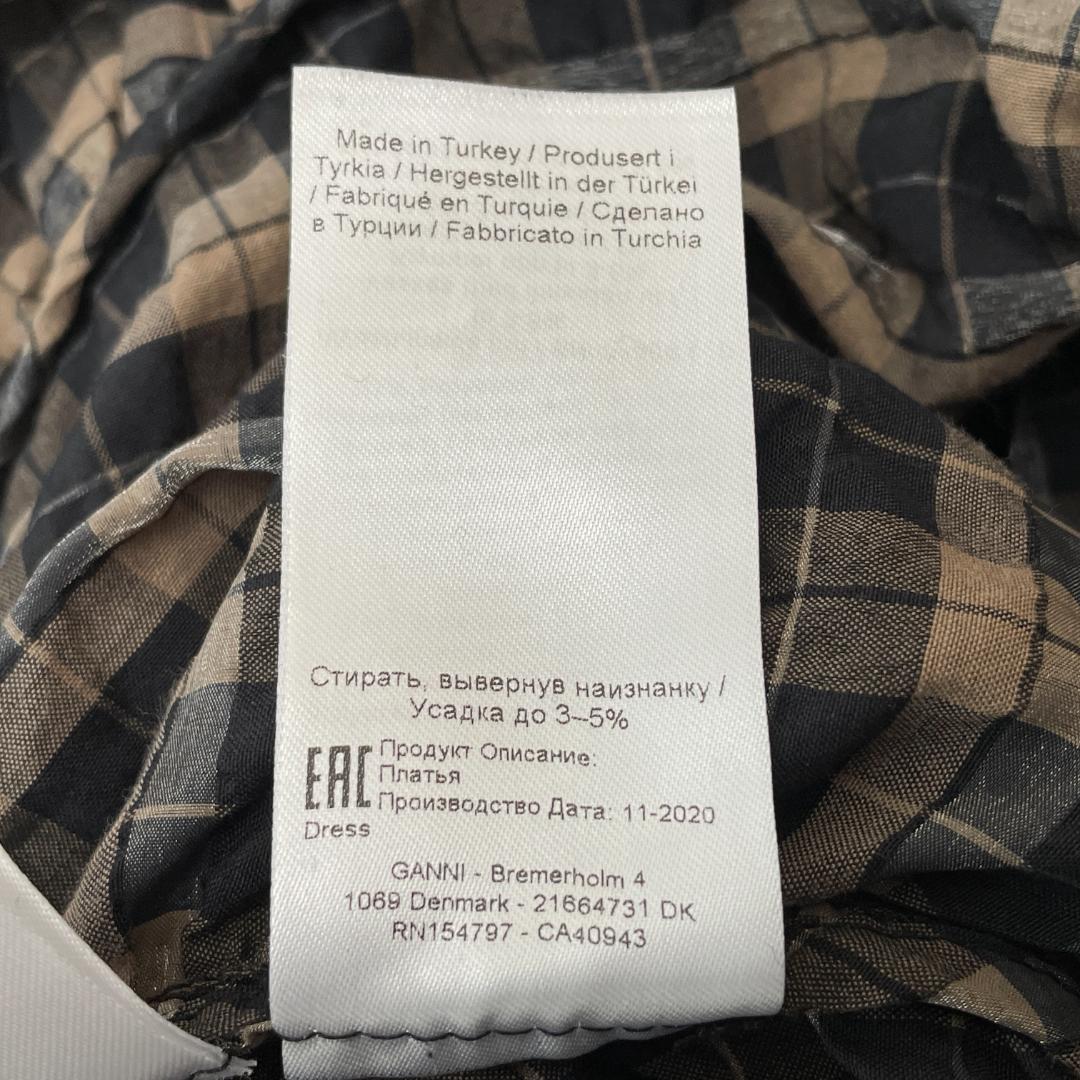 Made in Turkey / Produsert i
Tyrkia / Hergestellt in der Türkei
/ Fabriqué en Turquie / Сделано
в Турции / Fabbricato in Turchia
Стирать, вывернув наизнанку /
Усадка до 3–5%
EAC
Продукт Описание:
Платья
Производство Дата: 11-2020
Dress
GANNI - Bremerholm 4
1069 Denmark - 21664731 DK
RN154797 - CA40943